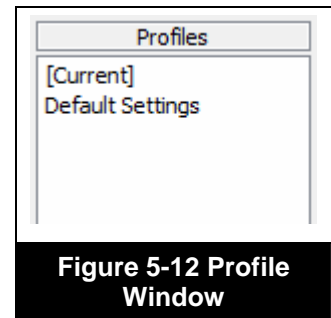 Profiles
[Current]
Default Settings
Figure 5-12 Profile
Window